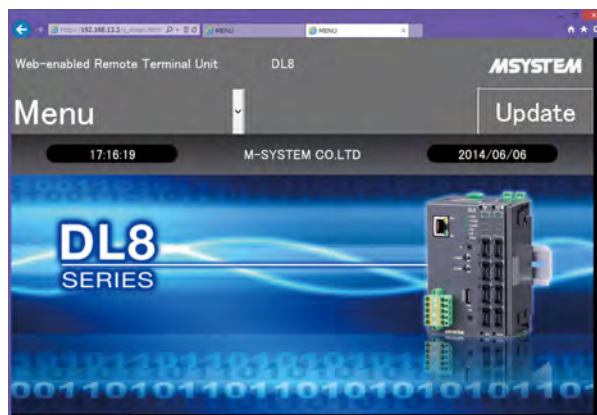 MENU MENU
Web-enabled Remote Terminal Unit DL8 MSYSTEM
Menu Update
17:16:19 M-SYSTEM CO.LTD 2014/06/06
DL8
SERIES